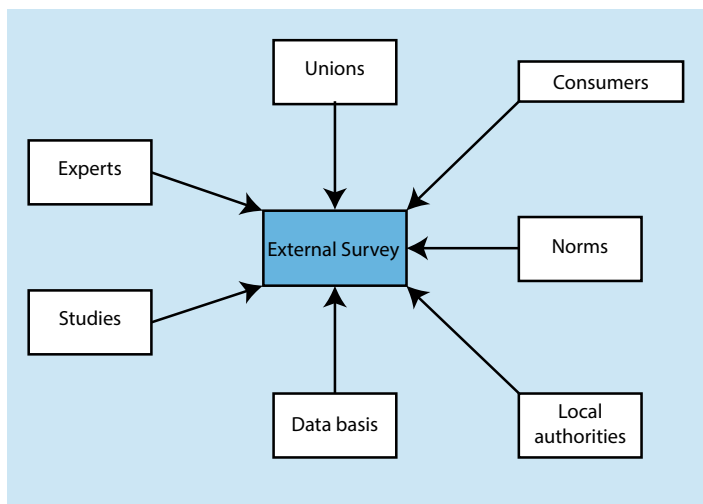 Unions
Consumers
Experts
External Survey
Norms
Studies
Data basis
Local
authorities